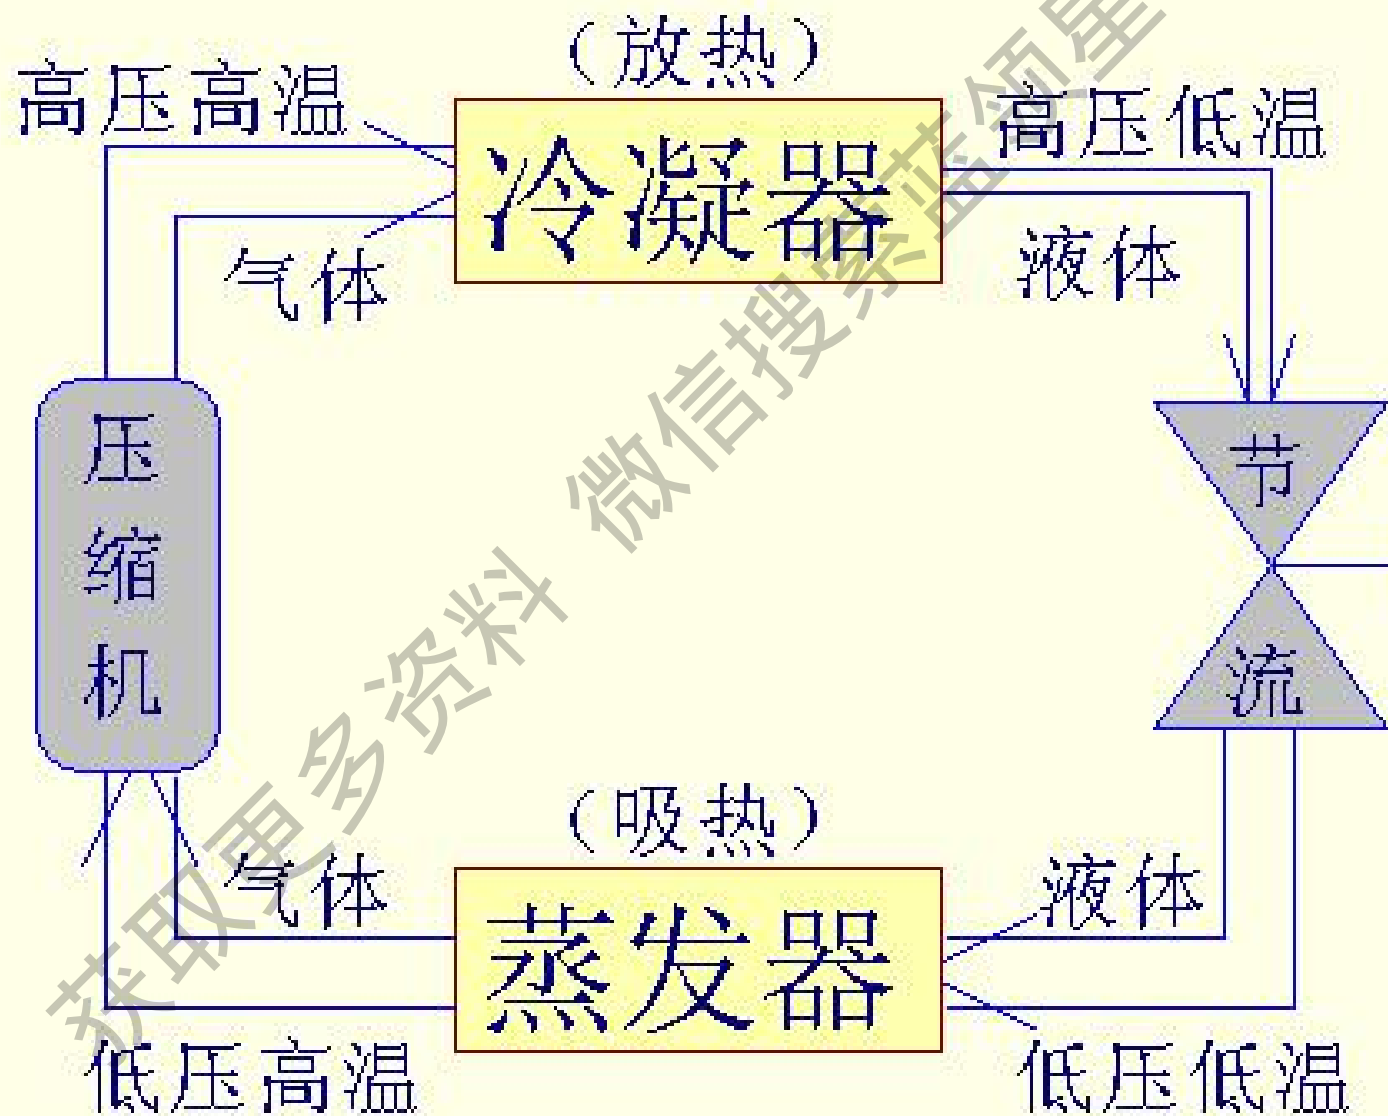 （放热）
高压高温
冷凝器
高压低温
气体
液体
压
缩
机
节
流
（吸热）
气体
蒸发器
液体
低压高温
低压低温
获取更多资料 微信搜索蓝领星